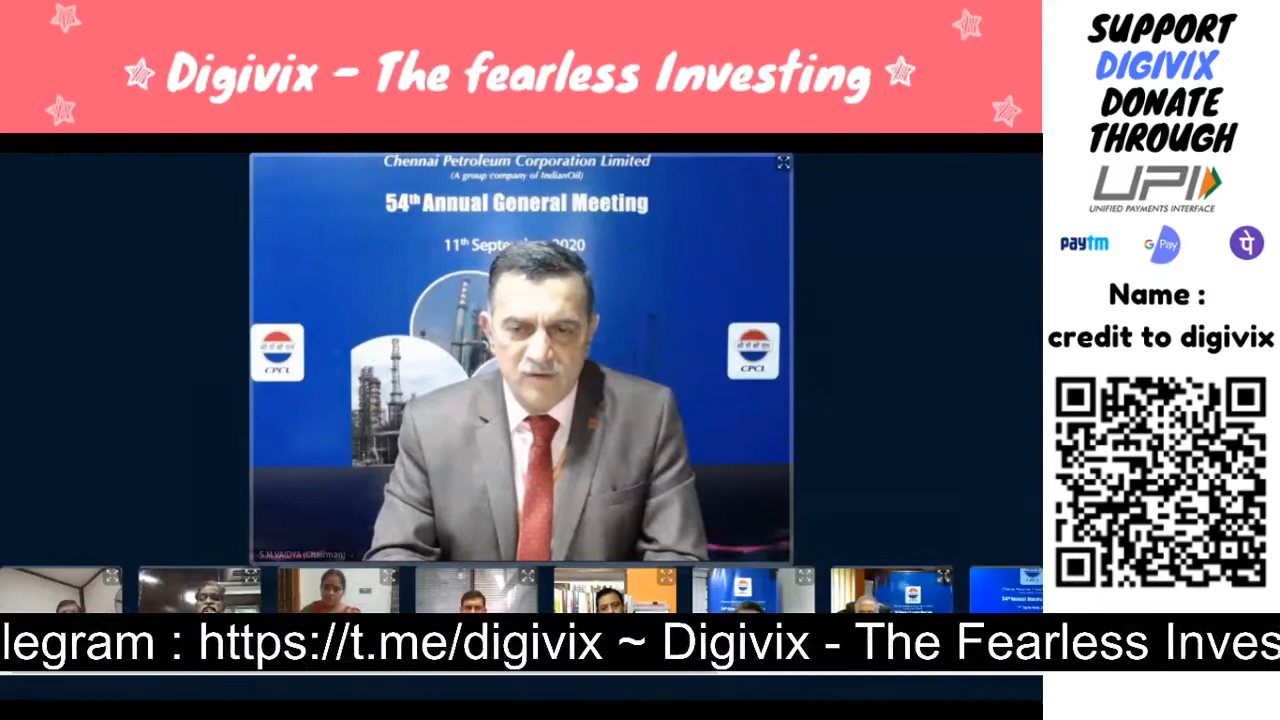 Digivix - The fearless Investing
Chennai Petroleum Corporation Limited
(A group company of IndianOil)
54th Annual General Meeting
11th 2020
CPCL
CPCL
S.M.VAIDYA (Chairman)
SUPPORT
DIGIVIX
DONATE
THROUGH
UPI
UNIFIED PAYMENTS INTERFACE
paytm
G Pay
पे
Name :
credit to digivix
legram : https://t.me/digivix ~ Digivix - The Fearless Inves